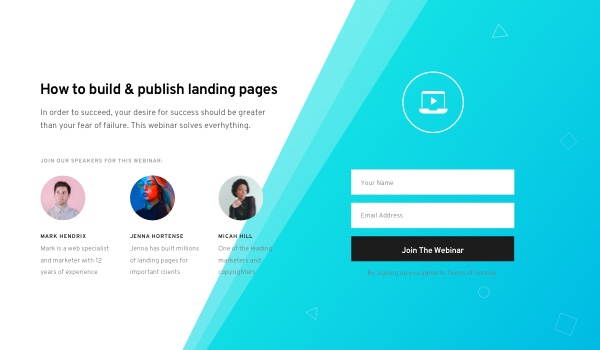 How to build & publish landing pages
In order to succeed, your desire for success should be greater
than your fear of failure. This webinar solves everhything.
JOIN OUR SPEAKERS FOR THIS WEBINAR:
MARK HENDRIX
Mark is a web specialist
and marketer with 12
years of experience
JENNA HORTENSE
Jenna has built millions
of landing pages for
important clients
MICAH HILL
One of the leading
marketers and
copyrighters
Your Name
Email Address
Join The Webinar
By signing up you agree to Terms of Service